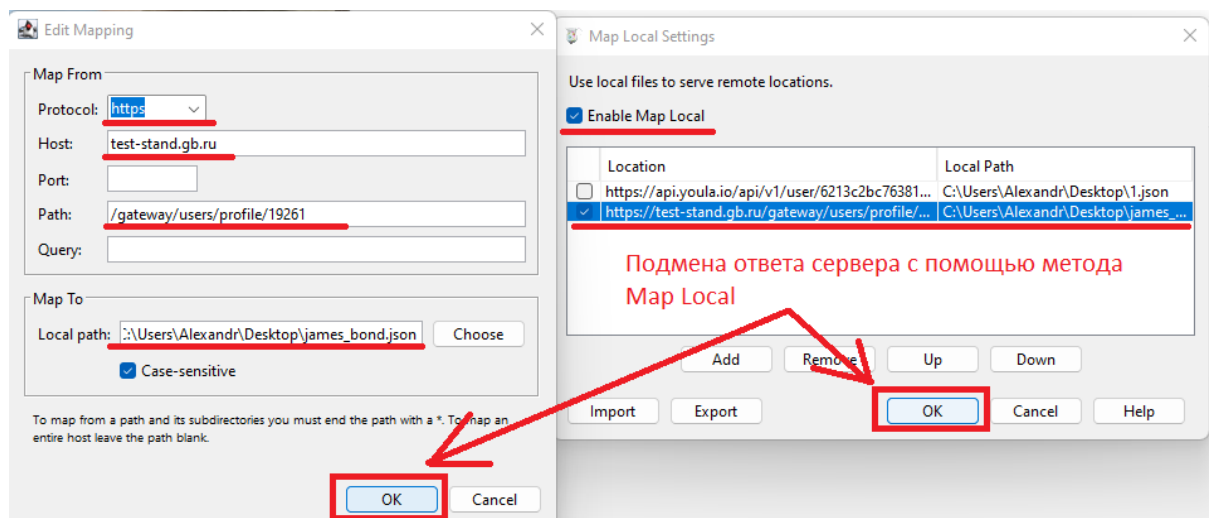 Edit Mapping
Map From
Protocol: https
Host: test-stand.gb.ru
Port:
Path: /gateway/users/profile/19261
Query:
Map To
Local path: :\Users\Alexandr\Desktop\james_bond.json Choose
Case-sensitive
To map from a path and its subdirectories you must end the path with a *. To map an
entire host leave the path blank.
OK Cancel
Map Local Settings
Use local files to serve remote locations.
Enable Map Local
Location Local Path
https://api.youla.io/api/v1/user/6213c2bc76381... C:\Users\Alexandr\Desktop\1.json
https://test-stand.gb.ru/gateway/users/profile/... C:\Users\Alexandr\Desktop\james_...
Подмена ответа сервера с помощью метода
Map Local
Add Remove Up Down
Import Export OK Cancel Help